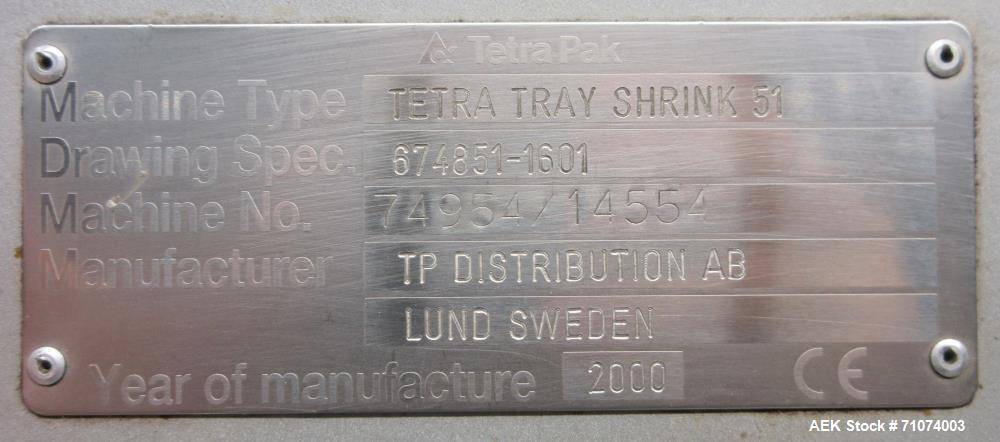 Tetra Pak
Machine Type TETRA TRAY SHRINK 51
Drawing Spec. 674851-1601
Machine No. 74954/14554
Manufacturer TP DISTRIBUTION AB
LUND SWEDEN
Year of manufacture 2000 CE
AEK Stock # 71074003